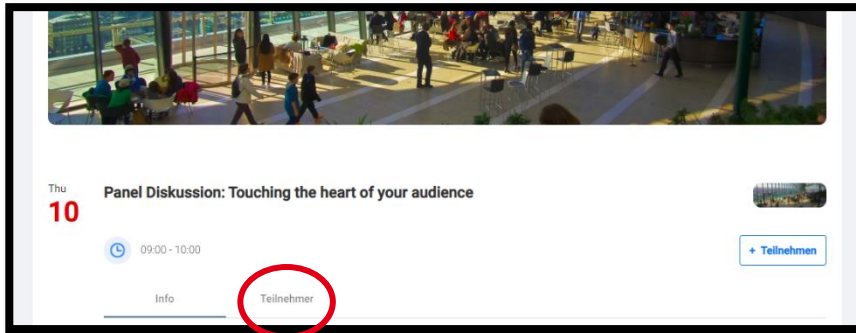 Thu
10
Panel Diskussion: Touching the heart of your audience
09:00 - 10:00
+ Teilnehmen
Info
Teilnehmer